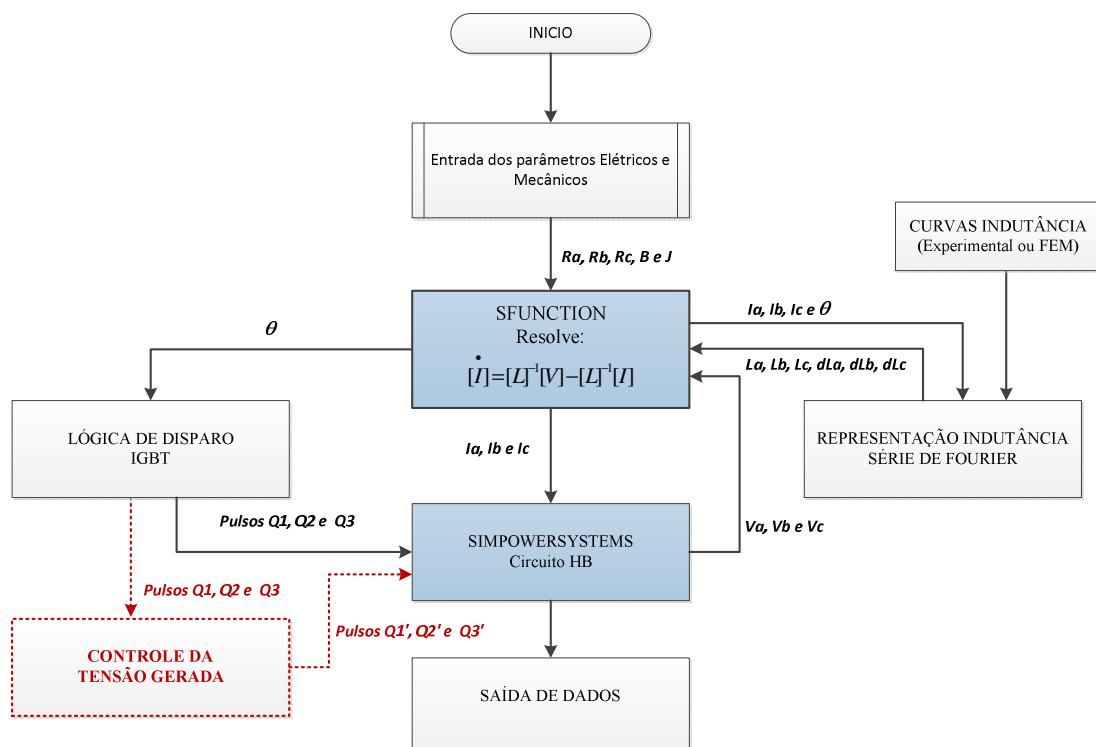 INICIO
Entrada dos parâmetros Elétricos e
Mecânicos
CURVAS INDUTÂNCIA
(Experimental ou FEM)
Ra, Rb, Rc, B e J
SFUNCTION
Resolve:
[İ]=[L]⁻¹[V]−[L]⁻¹[I]
θ
Ia, Ib, Ic e θ
La, Lb, Lc, dLa, dLb, dLc
LÓGICA DE DISPARO
IGBT
REPRESENTAÇÃO INDUTÂNCIA
SÉRIE DE FOURIER
Ia, Ib e Ic
Pulsos Q1, Q2 e Q3
SIMPOWERSYSTEMS
Circuito HB
Va, Vb e Vc
Pulsos Q1, Q2 e Q3
Pulsos Q1', Q2' e Q3'
CONTROLE DA
TENSÃO GERADA
SAÍDA DE DADOS